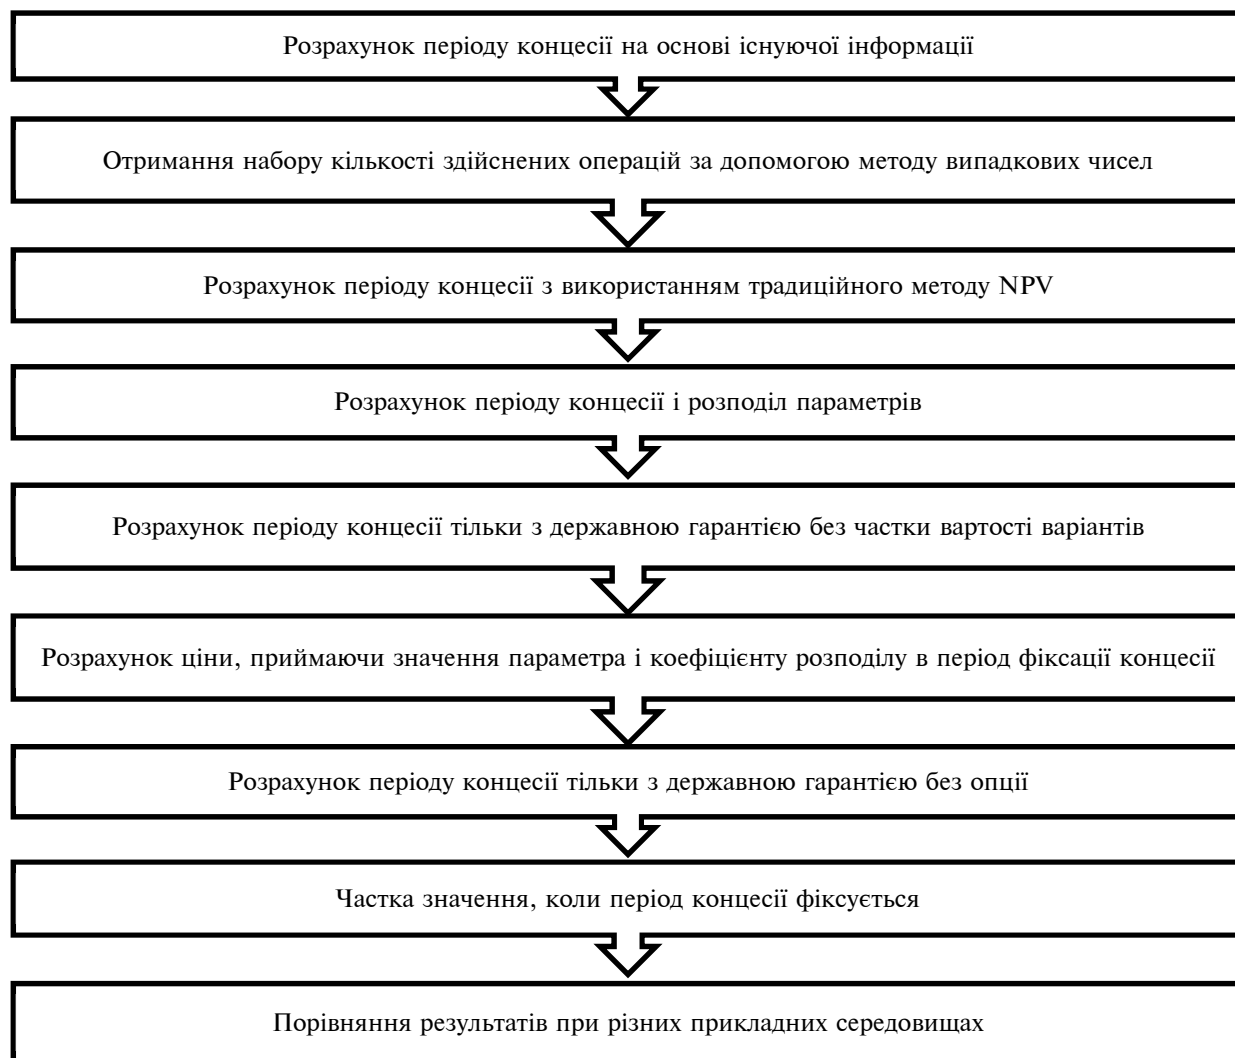 Розрахунок періоду концесії на основі існуючої інформації
Отримання набору кількості здійснених операцій за допомогою методу випадкових чисел
Розрахунок періоду концесії з використанням традиційного методу NPV
Розрахунок періоду концесії і розподіл параметрів
Розрахунок періоду концесії тільки з державною гарантією без частки вартості варіантів
Розрахунок ціни, приймаючи значення параметра і коефіцієнту розподілу в період фіксації концесії
Розрахунок періоду концесії тільки з державною гарантією без опції
Частка значення, коли період концесії фіксується
Порівняння результатів при різних прикладних середовищах